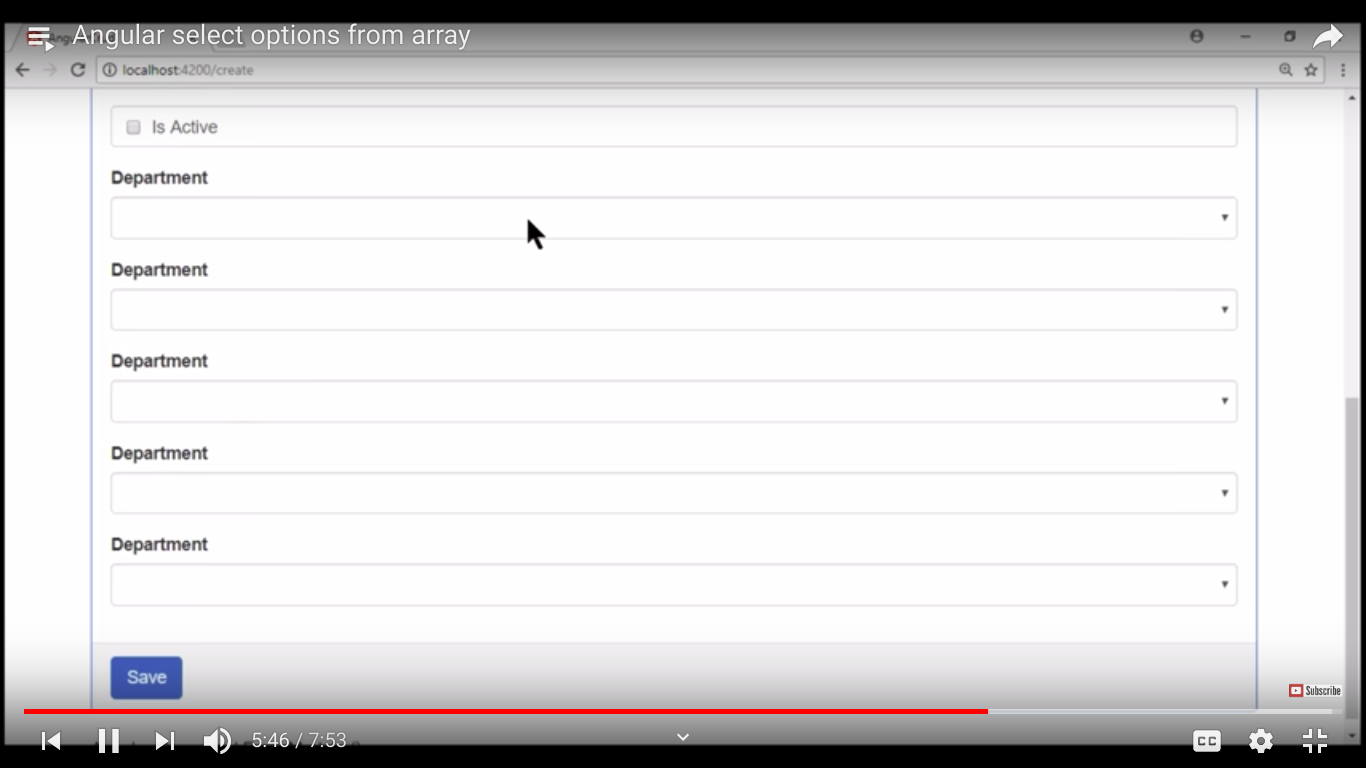 Angular select options from array
localhost:4200/create
Is Active
Department
Department
Department
Department
Department
Save
Subscribe
5:46 / 7:53
CC